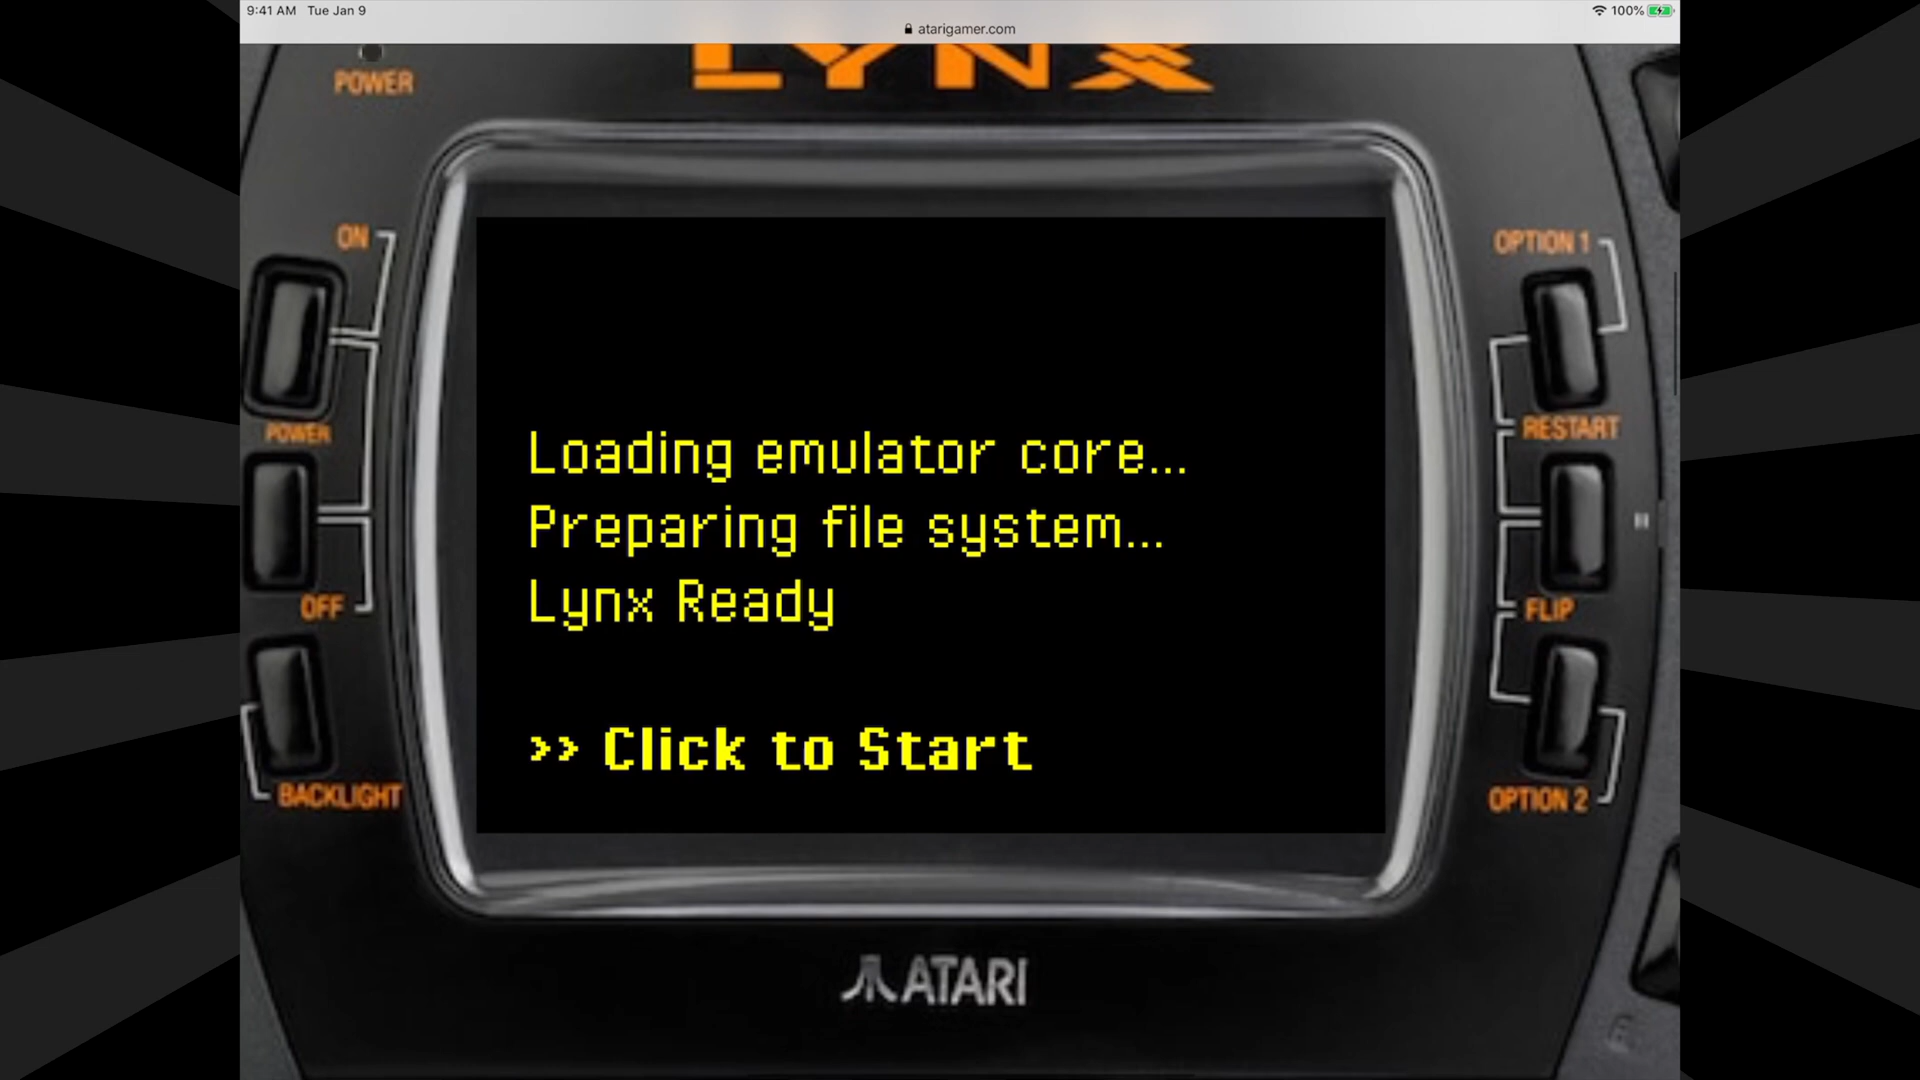 9:41 AM Tue Jan 9
100%
atarigamer.com
LYNX
POWER
ON
OPTION 1
POWER
RESTART
Loading emulator core...
Preparing file system...
Lynx Ready
OFF
FLIP
>> Click to Start
BACKLIGHT
OPTION 2
ATARI